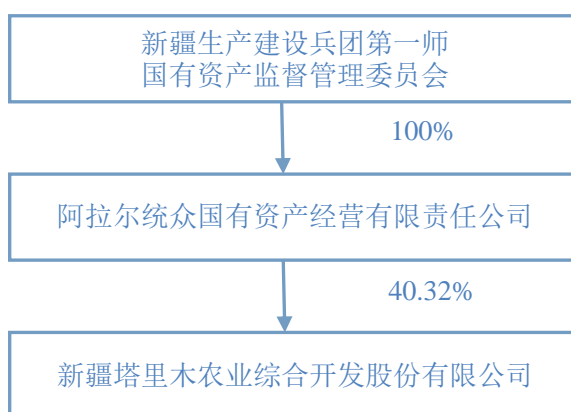 新疆生产建设兵团第一师
国有资产监督管理委员会
100%
阿拉尔统众国有资产经营有限责任公司
40.32%
新疆塔里木农业综合开发股份有限公司